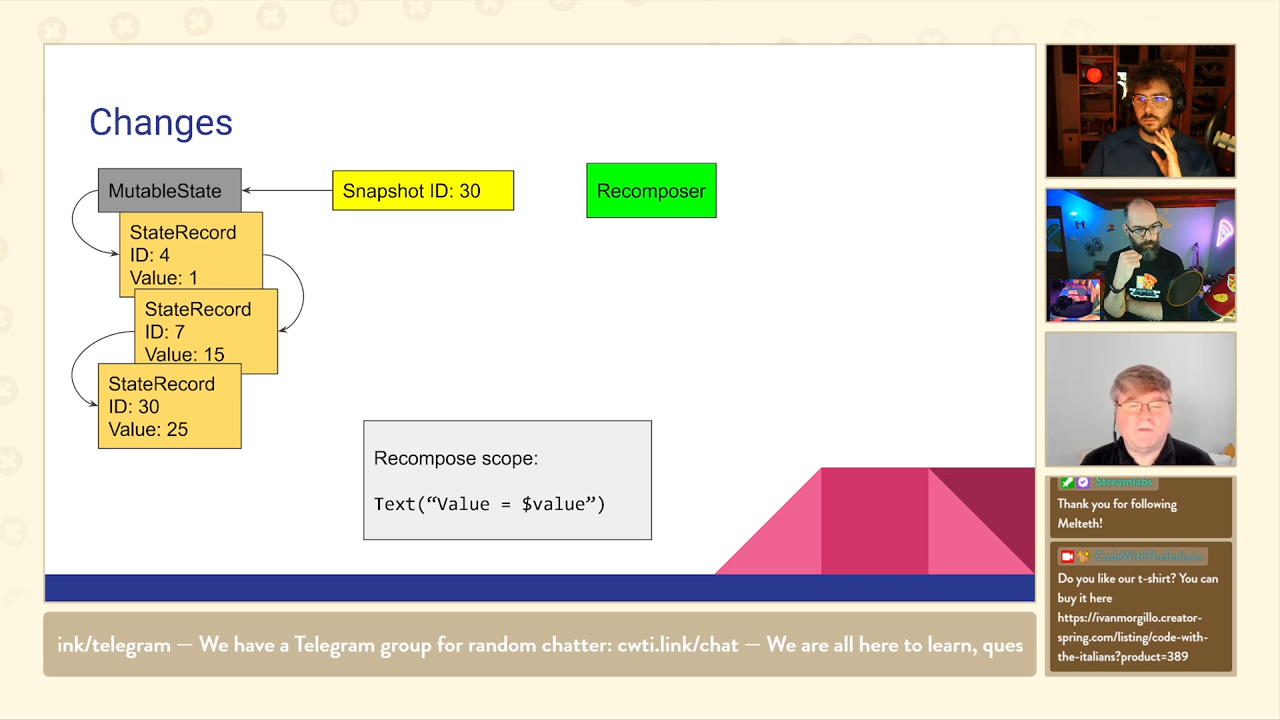 Changes
MutableState
Snapshot ID: 30
Recomposer
StateRecord
ID: 4
Value: 1
StateRecord
ID: 7
Value: 15
StateRecord
ID: 30
Value: 25
Recompose scope:
Text(“Value = $value”)
Streamlabs
Thank you for following
Melteth!
CodeWithTheItalians
Do you like our t-shirt? You can
buy it here
https://ivanmorgillo.creator-
spring.com/listing/code-with-
the-italians?product=389
ink/telegram — We have a Telegram group for random chatter: cwti.link/chat — We are all here to learn, ques